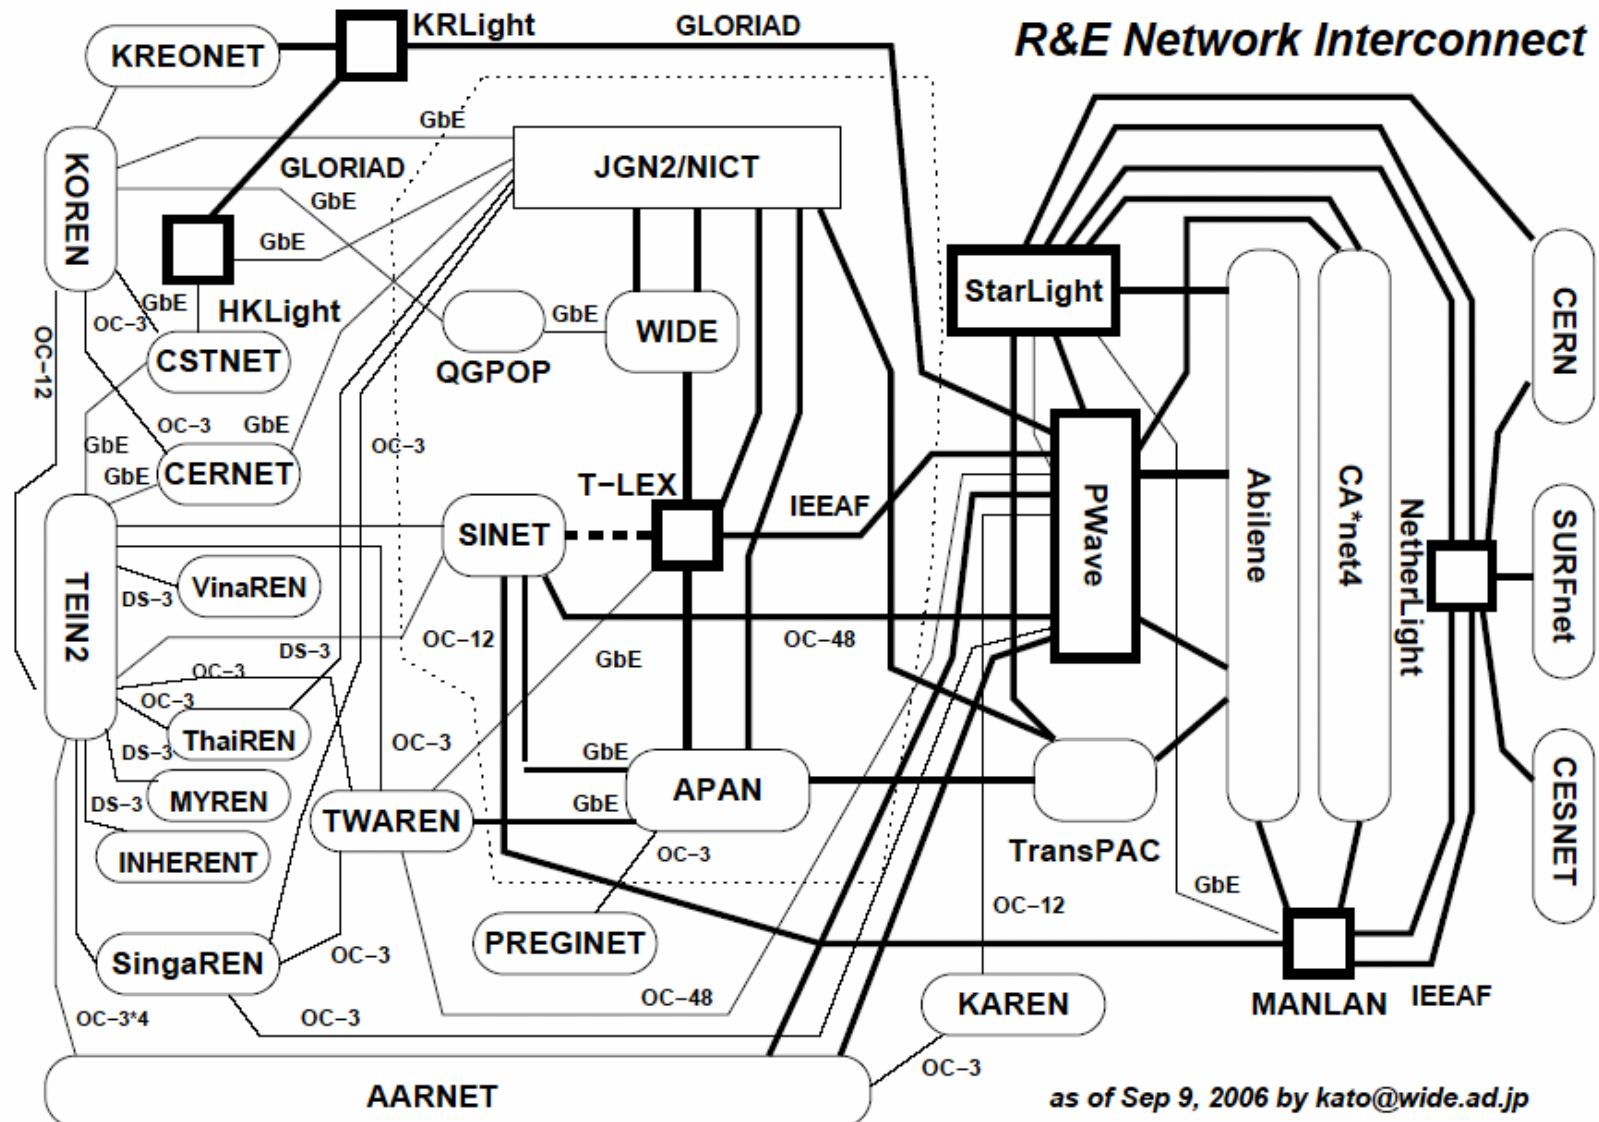 KRLight
GLORIAD
R&E Network Interconnect
KREONET
GbE
JGN2/NICT
KOREN
GLORIAD
GbE
GbE
StarLight
CERN
GbE
HKLight
OC-3
GbE
WIDE
OC-12
CSTNET
QGPOP
OC-3
GbE
OC-3
GbE
CERNET
GbE
T-LEX
IEEAF
PWave
Abilene
CA*net4
NetherLight
SURFnet
SINET
TEIN2
VinaREN
DS-3
OC-12
OC-48
DS-3
GbE
OC-3
OC-3
ThaiREN
DS-3
OC-3
GbE
MYREN
DS-3
GbE
APAN
TWAREN
CESNET
INHERENT
OC-3
TransPAC
GbE
OC-12
PREGINET
SingaREN
OC-3
OC-48
KAREN
MANLAN
IEEAF
OC-3*4
OC-3
OC-3
AARNET
as of Sep 9, 2006 by kato@wide.ad.jp